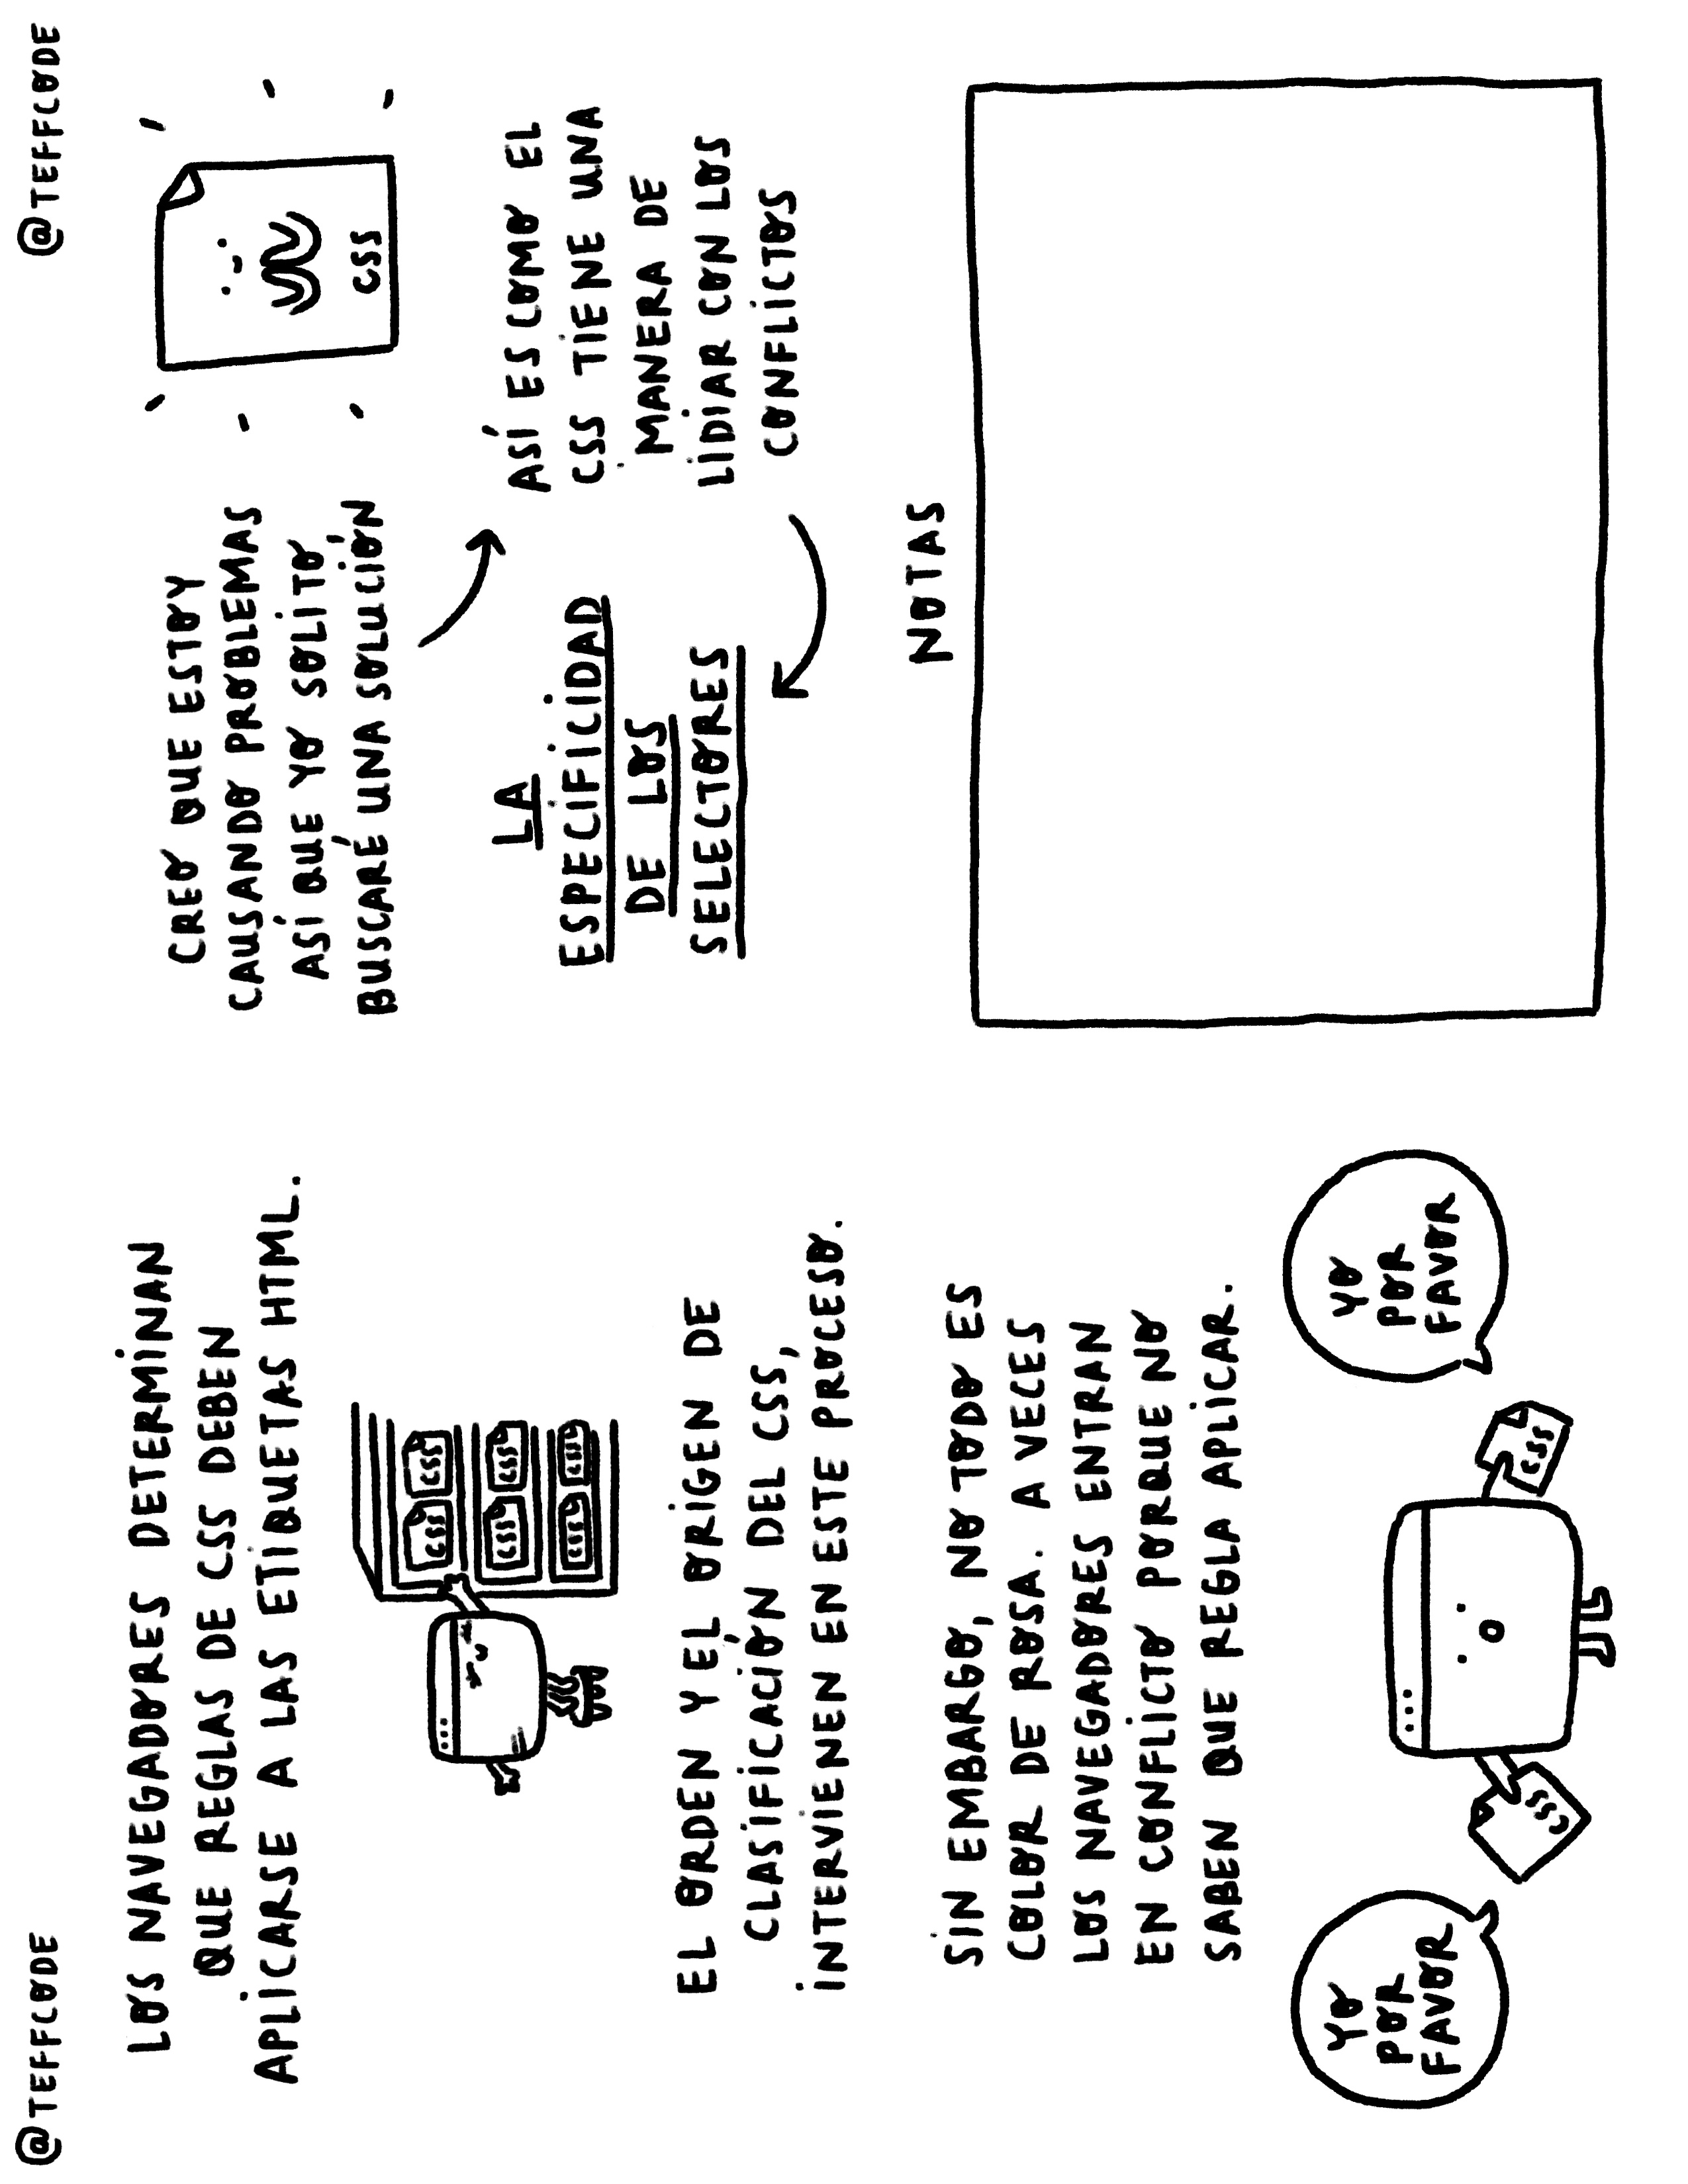 @TEFFCODE
LOS NAVEGADORES DETERMINAN
QUE REGLAS DE CSS DEBEN
APLICARSE A LAS ETIQUETAS HTML.
CSS CSS
CSS CSS
CSS CSS
EL ORDEN Y EL ORIGEN DE
CLASIFICACIÓN DEL CSS,
INTERVIENEN EN ESTE PROCESO.
SIN EMBARGO, NO TODO ES
COLOR DE ROSA. A VECES
LOS NAVEGADORES ENTRAN
EN CONFLICTO PORQUE NO
SABEN QUE REGLA APLICAR.
YO
POR
FAVOR
CSS
CSS
YO
POR
FAVOR
@TEFFCODE
CREO QUE ESTOY
CAUSANDO PROBLEMAS
ASÍ QUE YO SOLITO,
BUSCARÉ UNA SOLUCIÓN
CSS
ASÍ ES COMO EL
CSS TIENE UNA
MANERA DE
LIDIAR CON LOS
CONFLICTOS
LA
ESPECIFICIDAD
DE LOS
SELECTORES
NOTAS